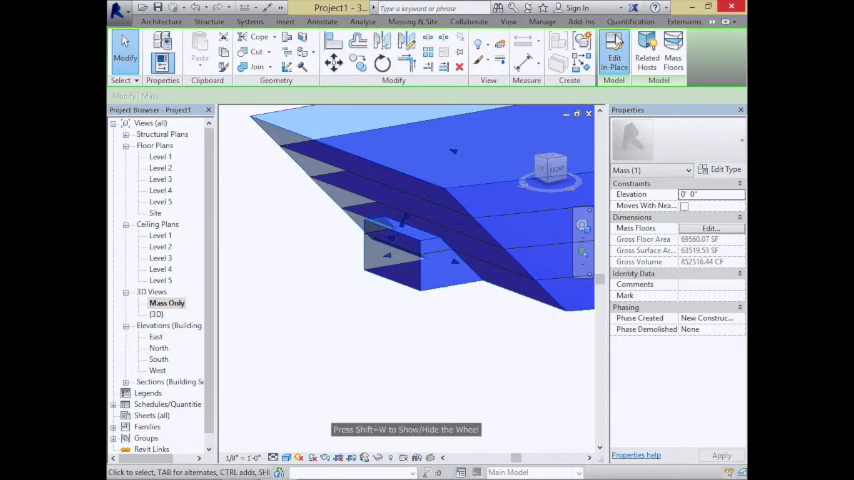 Project1 - 3...
Type a keyword or phrase
Sign In
Architecture Structure Systems Insert Annotate Analyze Massing & Site Collaborate View Manage Add-Ins Quantification Extensions
Modify
Cope
Cut
Join
Edit In-Place
Related Hosts
Mass Floors
Select Properties Clipboard Geometry Modify View Measure Create Model Model
Modify | Mass
Project Browser - Project1
Views (all)
Structural Plans
Floor Plans
Level 1
Level 2
Level 3
Level 4
Level 5
Site
Ceiling Plans
Level 1
Level 2
Level 3
Level 4
Level 5
3D Views
Mass Only
{3D}
Elevations (Building
East
North
South
West
Sections (Building S
Legends
Schedules/Quantitie
Sheets (all)
Families
Groups
Revit Links
FRONT
Press Shift+W to Show/Hide the Wheel
1/8" = 1'-0"
Properties
Mass (1)
Edit Type
Constraints
Elevation 0' 0"
Moves With Nea...
Dimensions
Mass Floors Edit...
Gross Floor Area 69560.07 SF
Gross Surface Ar... 63519.53 SF
Gross Volume 852516.44 CF
Identity Data
Comments
Mark
Phasing
Phase Created New Construc...
Phase Demolished None
Properties help
Apply
Click to select, TAB for alternates, CTRL adds, SHI
:0
Main Model